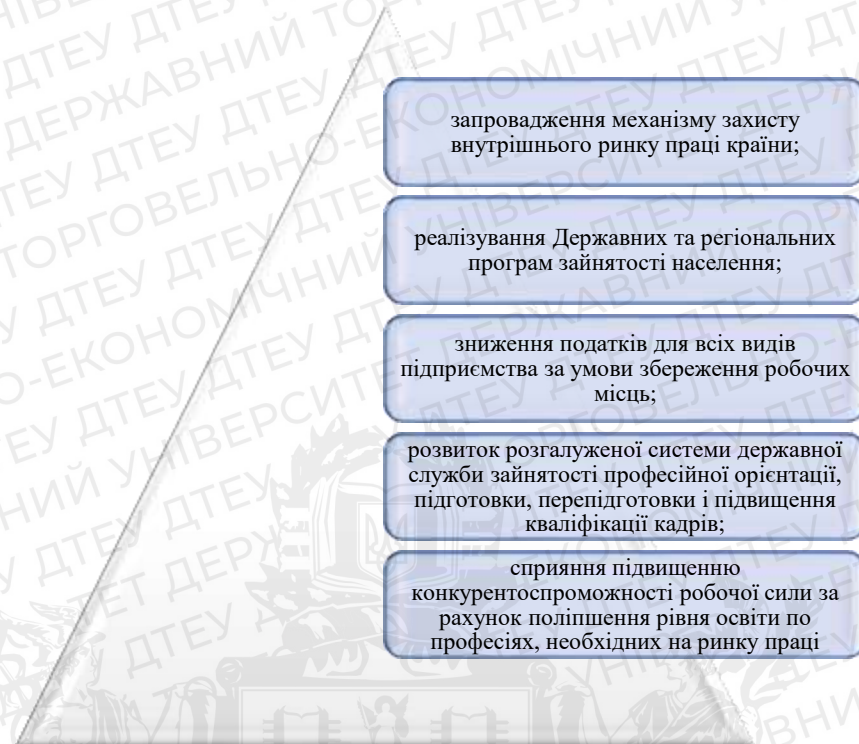 запровадження механізму захисту
внутрішнього ринку праці країни;
реалізування Державних та регіональних
програм зайнятості населення;
зниження податків для всіх видів
підприємства за умови збереження робочих
місць;
розвиток розгалуженої системи державної
служби зайнятості професійної орієнтації,
підготовки, перепідготовки і підвищення
кваліфікації кадрів;
сприяння підвищенню
конкурентоспроможності робочої сили за
рахунок поліпшення рівня освіти по
професіях, необхідних на ринку праці